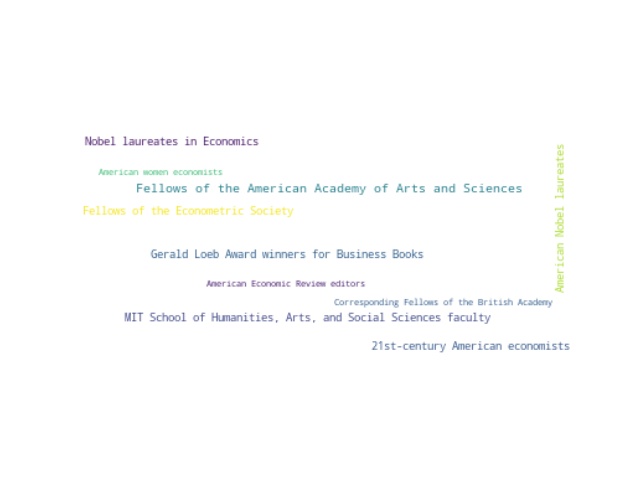 Nobel laureates in Economics
American women economists
Fellows of the American Academy of Arts and Sciences
Fellows of the Econometric Society
American Nobel laureates
Gerald Loeb Award winners for Business Books
American Economic Review editors
Corresponding Fellows of the British Academy
MIT School of Humanities, Arts, and Social Sciences faculty
21st-century American economists